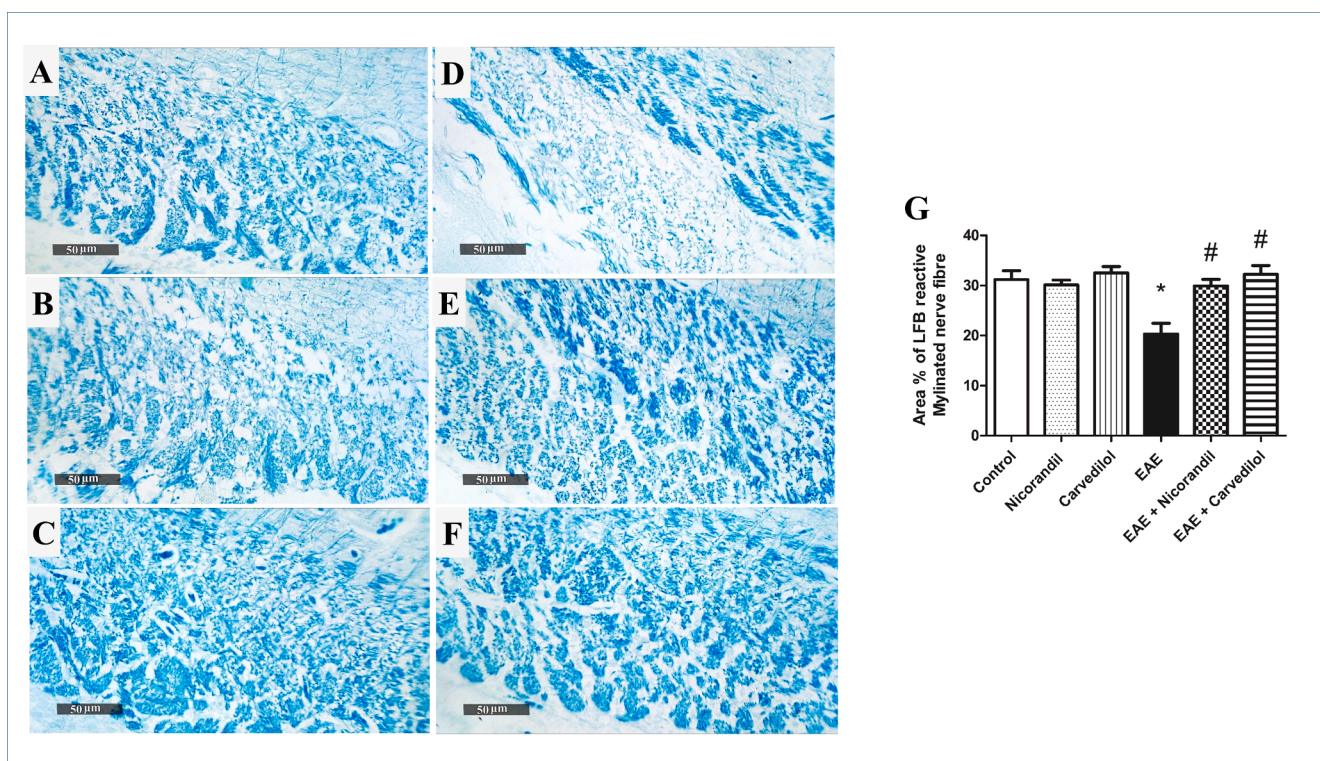 A
50 µm
B
50 µm
C
50 µm
D
50 µm
E
50 µm
F
50 µm
G
Area % of LFB reactive
Mylinated nerve fibre
40
30
20
10
0
*
#
#
Control
Nicorandil
Carvedilol
EAE
EAE + Nicorandil
EAE + Carvedilol